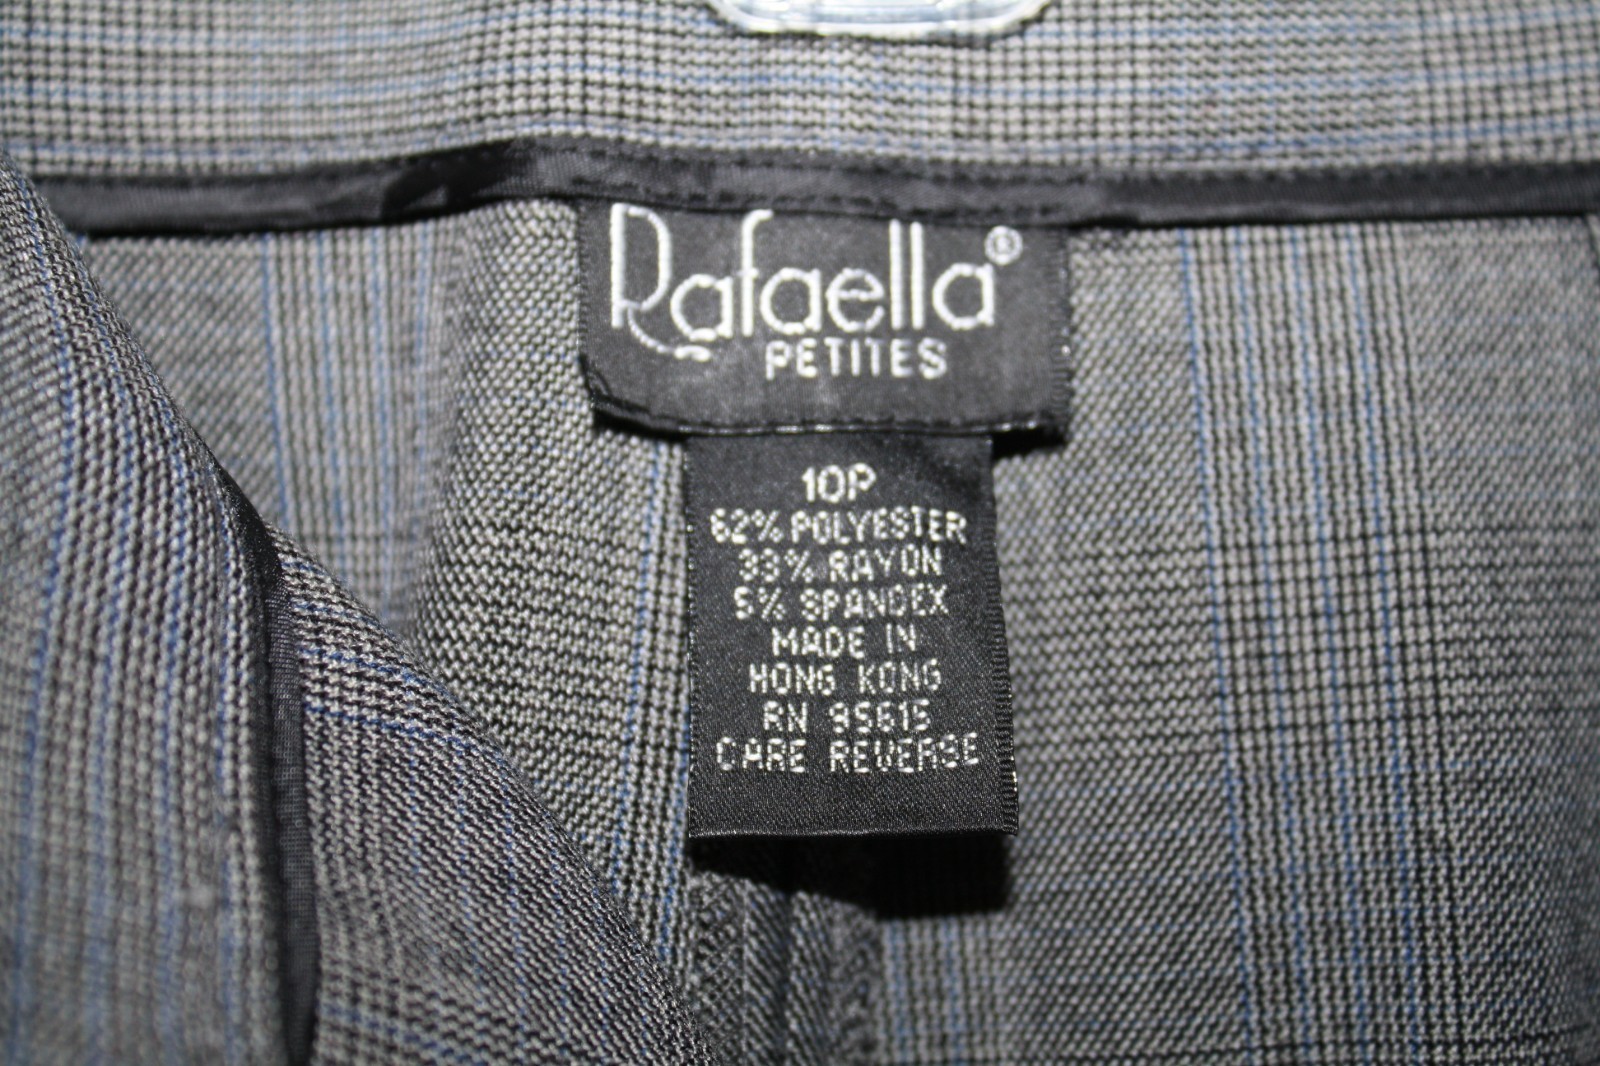 Rafaella®
PETITES
10P
62% POLYESTER
33% RAYON
5% SPANDEX
MADE IN
HONG KONG
RN 95615
CARE REVERSE